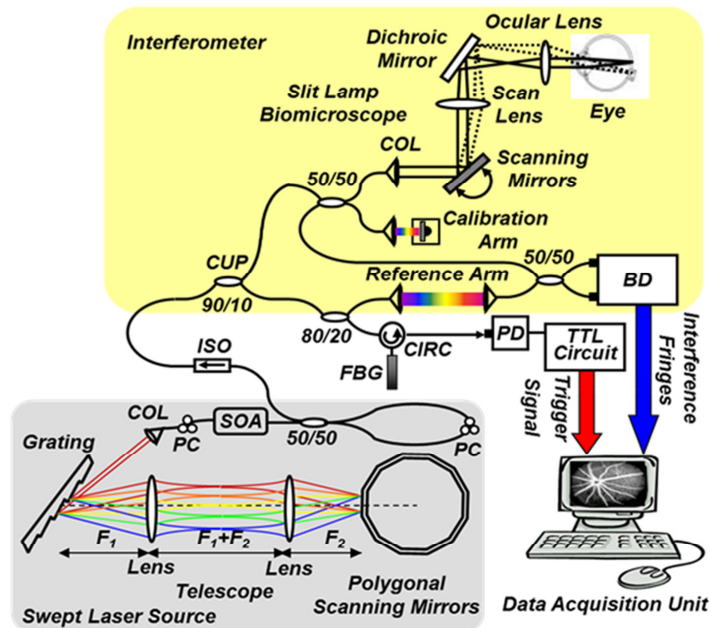 Interferometer
Ocular Lens
Dichroic
Mirror
Slit Lamp
Biomicroscope
Scan
Lens
Eye
COL
Scanning
Mirrors
50/50
Calibration
Arm
CUP
50/50
Reference Arm
BD
90/10
80/20
CIRC
PD
TTL
Circuit
Interference
Fringes
ISO
FBG
Trigger
Signal
COL
PC
SOA
50/50
PC
Grating
F1
F1+F2
F2
Lens
Lens
Telescope
Polygonal
Scanning Mirrors
Swept Laser Source
Data Acquisition Unit